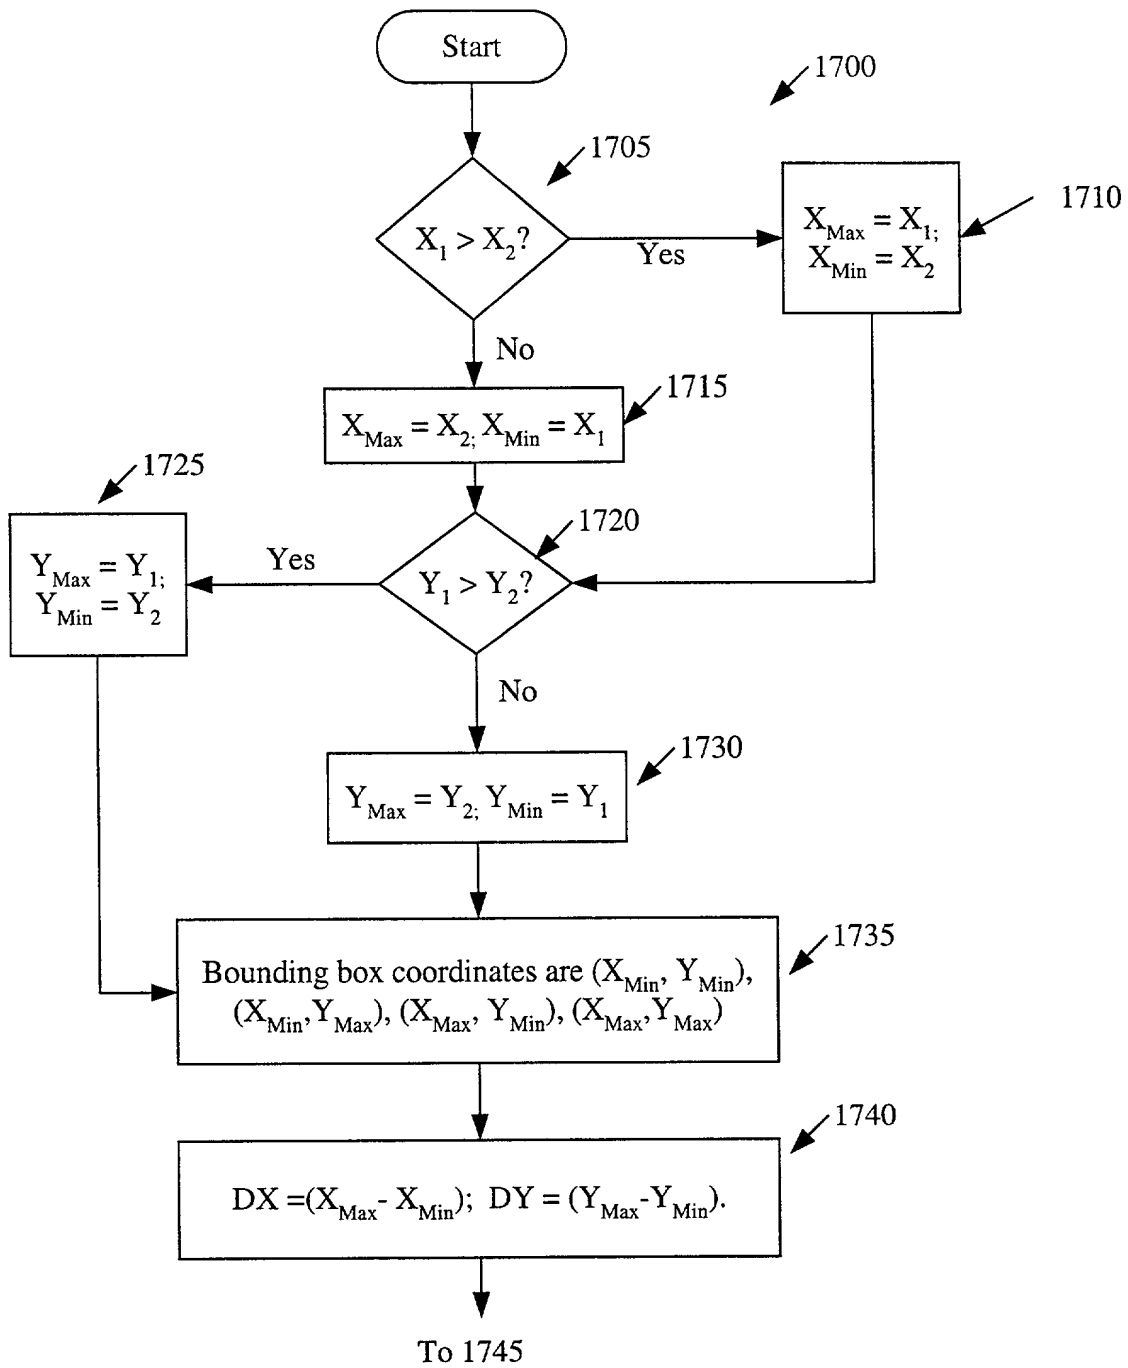 Start
1700
1705
X1 > X2?
Yes
XMax = X1;
XMin = X2
1710
No
1715
XMax = X2; XMin = X1
1725
1720
YMax = Y1;
YMin = Y2
Yes
Y1 > Y2?
No
1730
YMax = Y2; YMin = Y1
1735
Bounding box coordinates are (XMin, YMin),
(XMin,YMax), (XMax, YMin), (XMax,YMax)
1740
DX =(XMax- XMin); DY = (YMax-YMin).
To 1745